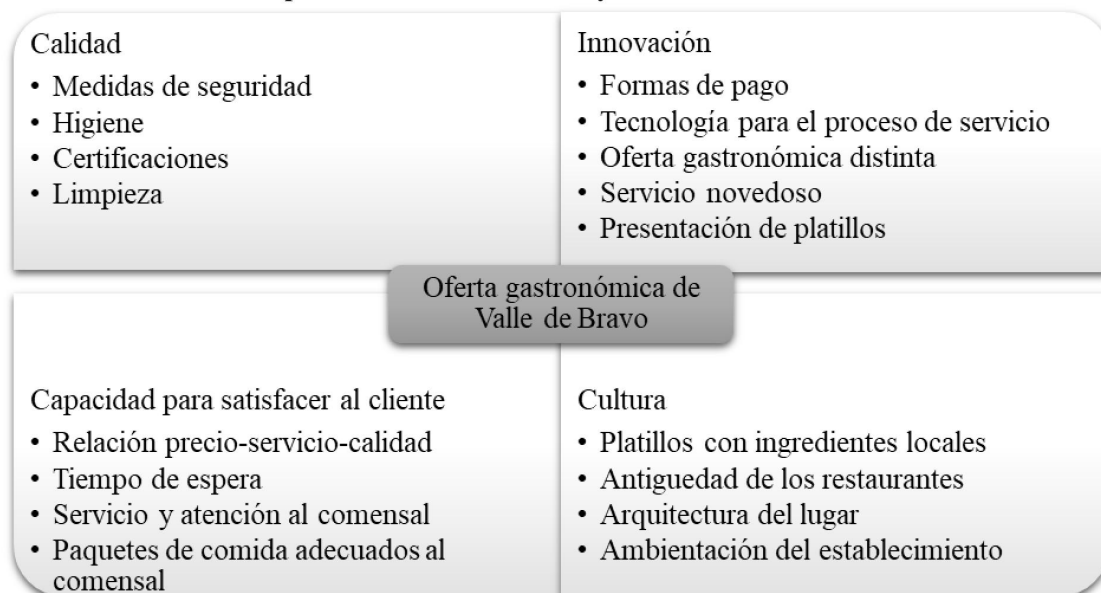 Calidad
• Medidas de seguridad
• Higiene
• Certificaciones
• Limpieza
Innovación
• Formas de pago
• Tecnología para el proceso de servicio
• Oferta gastronómica distinta
• Servicio novedoso
• Presentación de platillos
Oferta gastronómica de
Valle de Bravo
Capacidad para satisfacer al cliente
• Relación precio-servicio-calidad
• Tiempo de espera
• Servicio y atención al comensal
• Paquetes de comida adecuados al
comensal
Cultura
• Platillos con ingredientes locales
• Antiguedad de los restaurantes
• Arquitectura del lugar
• Ambientación del establecimiento